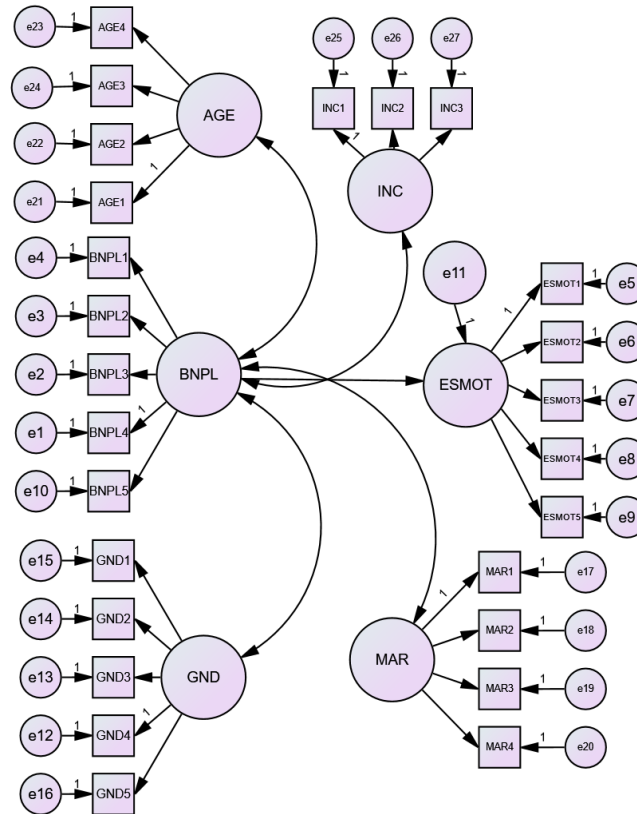 e23 1 AGE4
e24 1 AGE3
e22 1 AGE2
e21 1 AGE1
1
AGE
e25 e26 e27
1 1 1
INC1 INC2 INC3
1
INC
e4 1 BNPL1
e3 1 BNPL2
e2 1 BNPL3
e1 1 BNPL4
e10 1 BNPL5
1
BNPL
e11
1
ESMOT
1
ESMOT1 1 e5
ESMOT2 1 e6
ESMOT3 1 e7
ESMOT4 1 e8
ESMOT5 1 e9
e15 1 GND1
e14 1 GND2
e13 1 GND3
e12 1 GND4
e16 1 GND5
1
GND
MAR
1
MAR1 1 e17
MAR2 1 e18
MAR3 1 e19
MAR4 1 e20